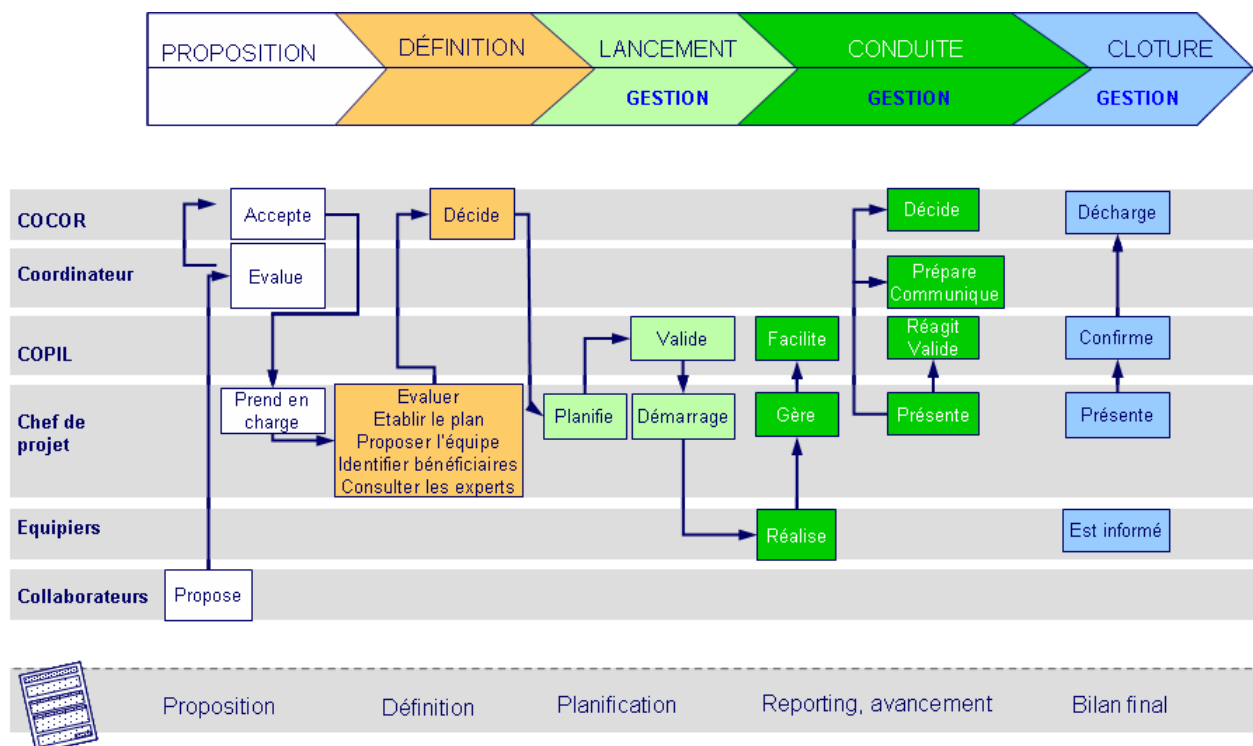 PROPOSITION
DÉFINITION
LANCEMENT
CONDUITE
CLOTURE
GESTION
GESTION
GESTION
COCOR
Accepte
Décide
Décide
Décharge
Coordinateur
Evalue
Prépare
Communique
COPIL
Valide
Facilite
Réagit
Valide
Confirme
Chef de
projet
Prend en
charge
Evaluer
Etablir le plan
Proposer l'équipe
Identifier bénéficiaires
Consulter les experts
Planifie
Démarrage
Gère
Présente
Présente
Equipiers
Réalise
Est informé
Collaborateurs
Propose
Proposition
Définition
Planification
Reporting, avancement
Bilan final